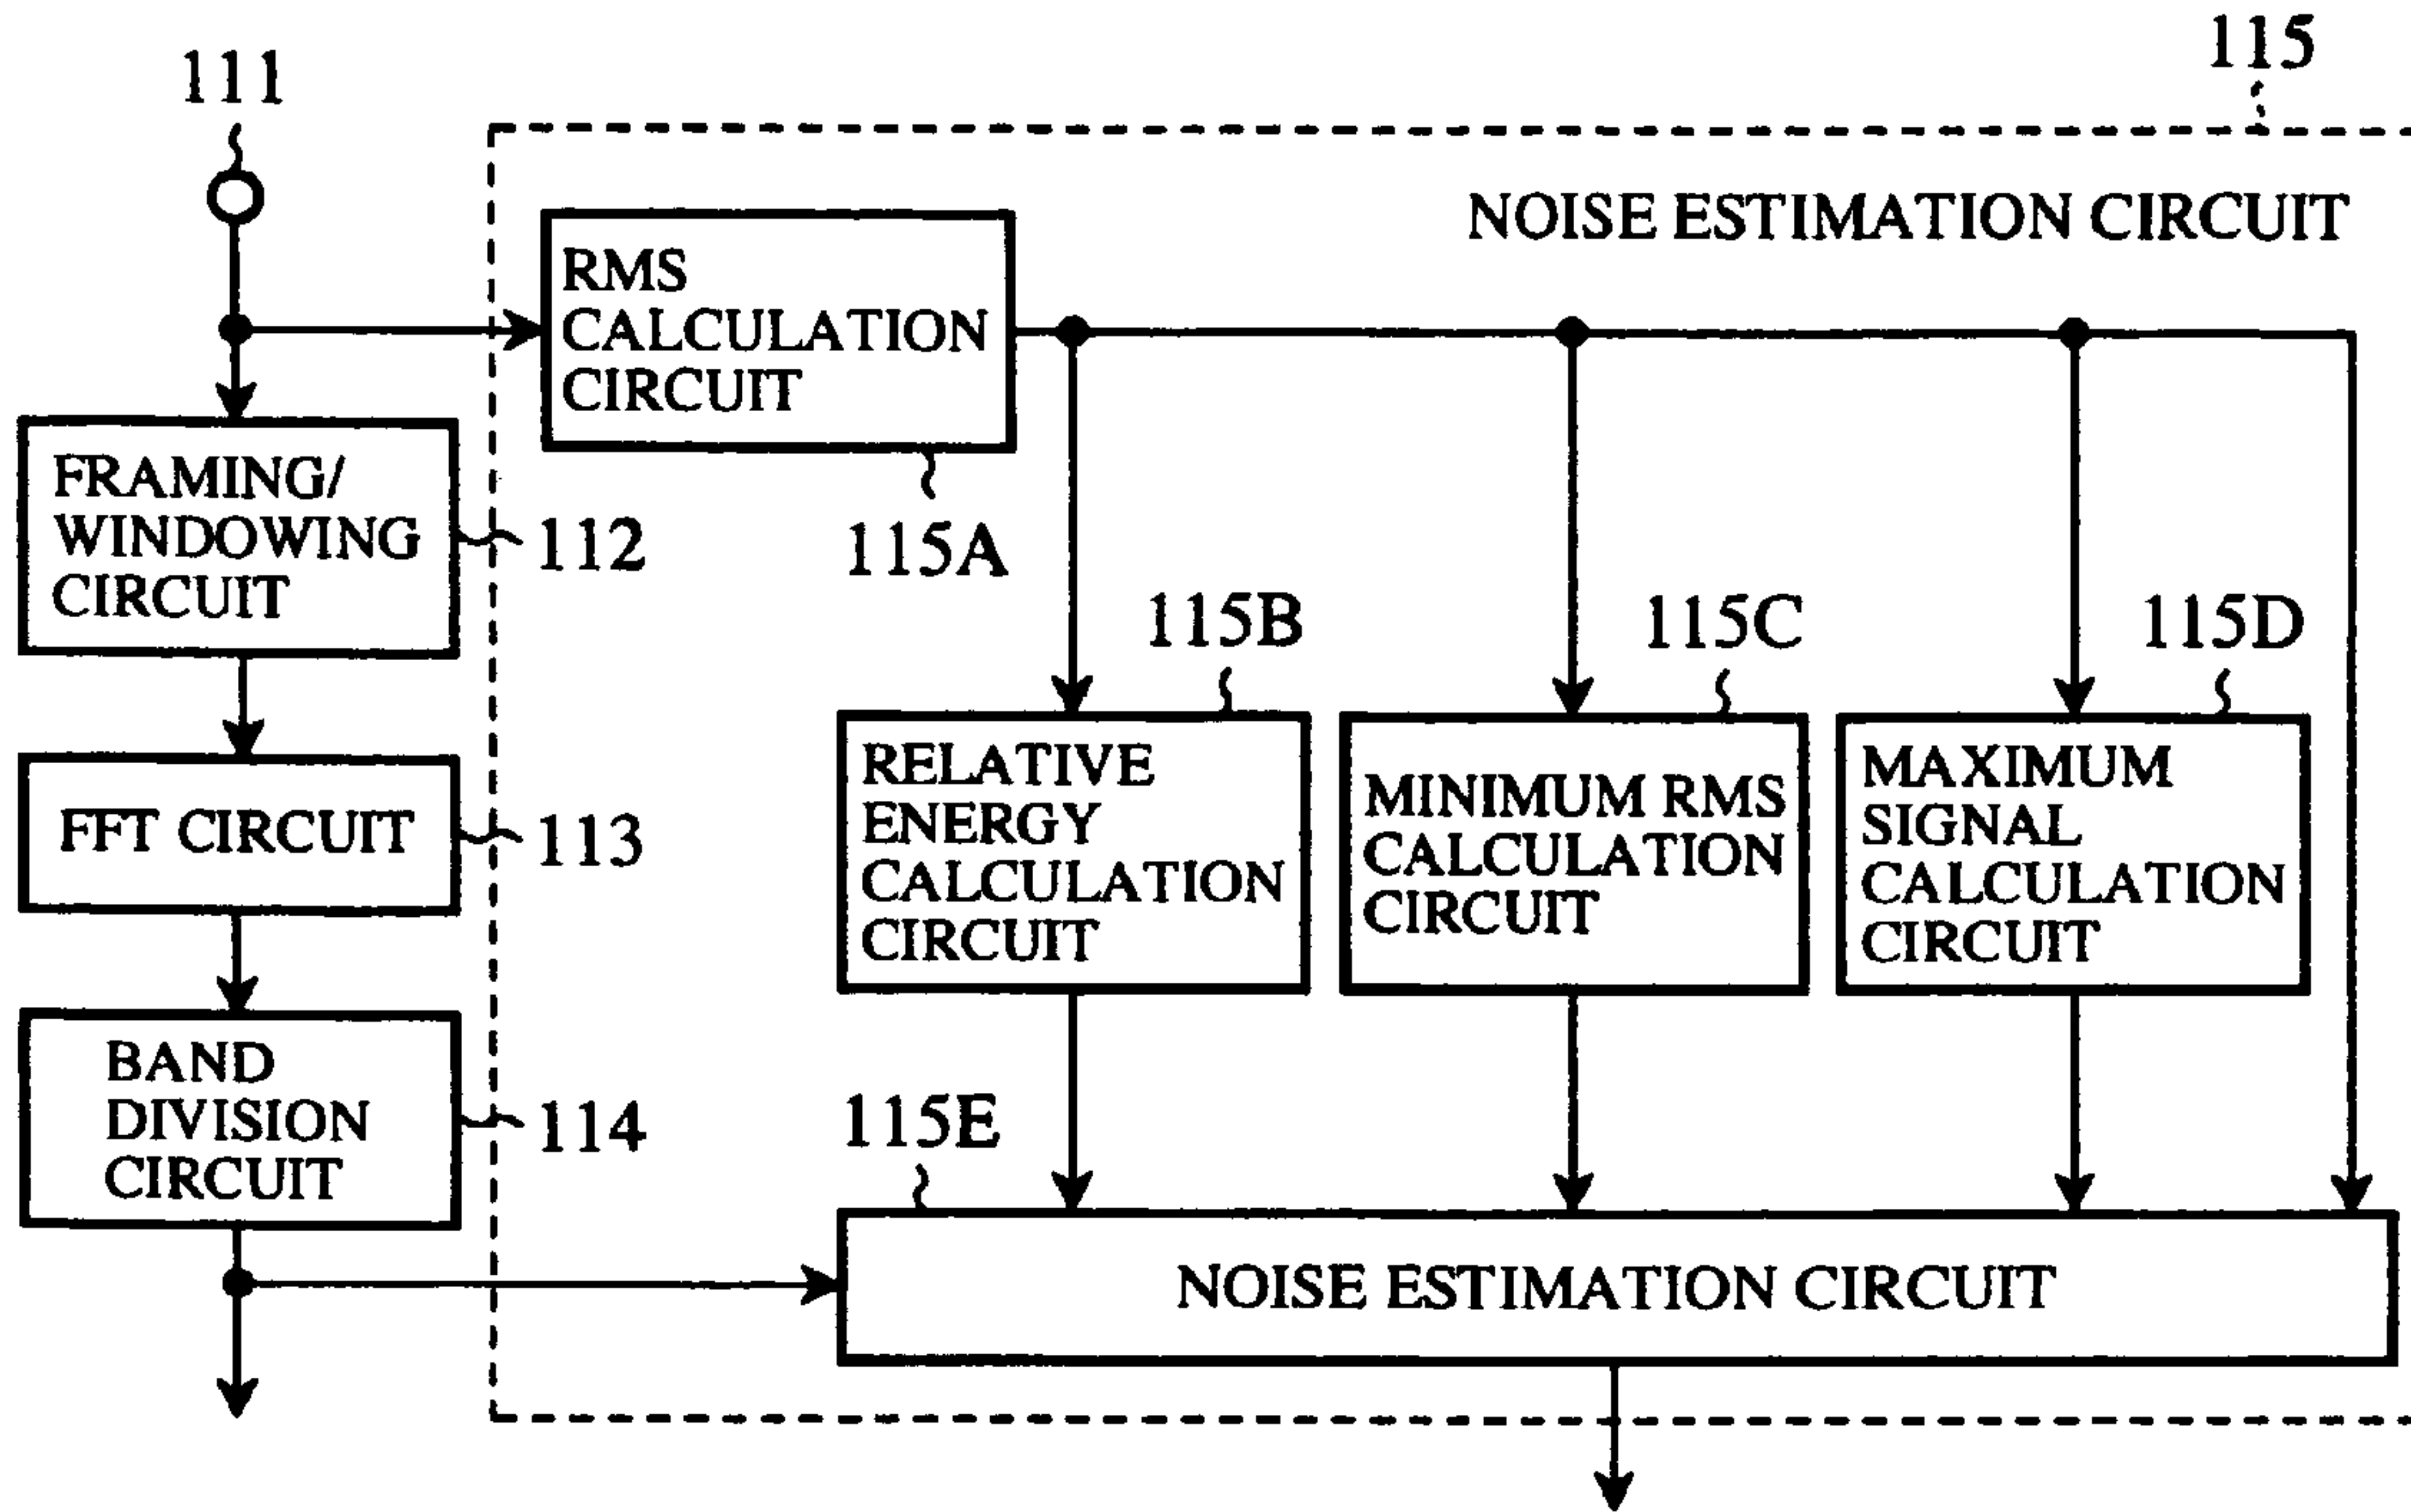 115
111
NOISE ESTIMATION CIRCUIT
RMS
CALCULATION
CIRCUIT
115A
FRAMING/
WINDOWING
CIRCUIT
112
115B
115C
115D
FFT CIRCUIT
113
RELATIVE
ENERGY
CALCULATION
CIRCUIT
MINIMUM RMS
CALCULATION
CIRCUIT
MAXIMUM
SIGNAL
CALCULATION
CIRCUIT
BAND
DIVISION
CIRCUIT
114
115E
NOISE ESTIMATION CIRCUIT